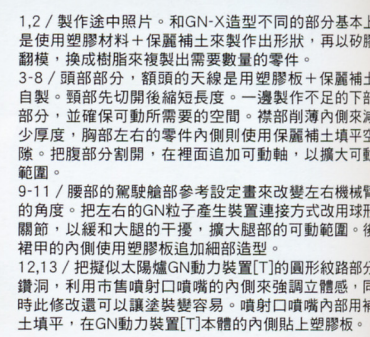 1,2 / 製作途中照片。和GN-X造型不同的部分基本上
是使用塑膠材料＋保麗補土來製作出形狀，再以矽膠
翻模，換成樹脂來複製出需要數量的零件。
3-8 / 頭部部分，額頭的天線是用塑膠板＋保麗補土
自製。頸部先切開後縮短長度。一邊製作不足的下部
部分，並確保可動所需要的空間。襟部削薄內側來減
少厚度，胸部左右的零件內側則使用保麗補土填平空
隙。把腹部分割開，在裡面追加可動軸，以擴大可動
範圍。
9-11 / 腰部的駕駛艙部參考設定畫來改變左右機械臂
的角度。把左右的GN粒子產生裝置連接方式改用球形
關節，以緩和大腿的干擾，擴大腿部的可動範圍。後
裙甲的內側使用塑膠板追加細部造型。
12,13 / 把擬似太陽爐GN動力裝置[T]的圓形紋路部分
鑽洞，利用市售噴射口噴嘴的內側來強調立體感，同
時此修改還可以讓塗裝變容易。噴射口噴嘴內部用補
土填平，在GN動力裝置[T]本體的內側貼上塑膠板。